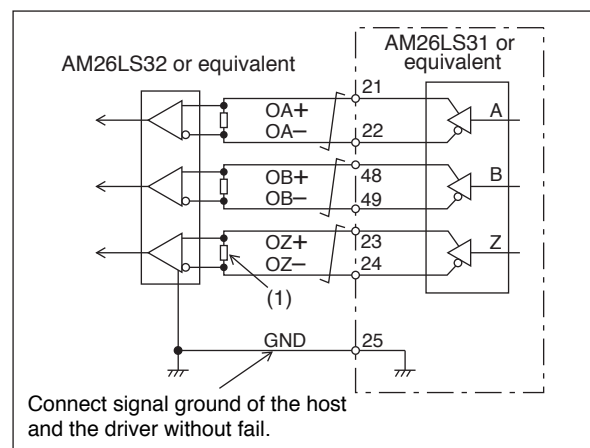 AM26LS31 or
equivalent
AM26LS32 or equivalent
21
OA+
A
OA−
22
OB+
48
B
OB−
49
OZ+
23
Z
OZ−
24
(1)
GND
25
Connect signal ground of the host
and the driver without fail.